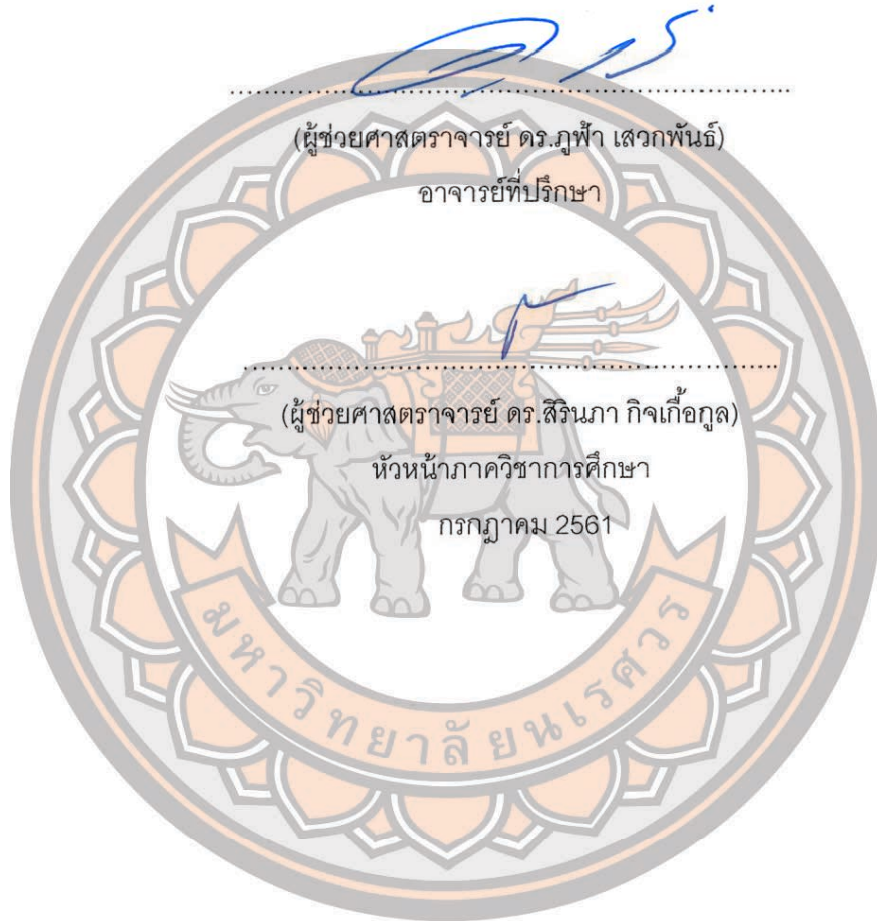 (ผู้ช่วยศาสตราจารย์ ดร.ภูฟ้า เสวกพันธ์)
อาจารย์ที่ปรึกษา
(ผู้ช่วยศาสตราจารย์ ดร.สิรินภา กิจเกื้อกูล)
หัวหน้าภาควิชาการศึกษา
กรกฎาคม 2561
มหาวิทยาลัยนเรศวร